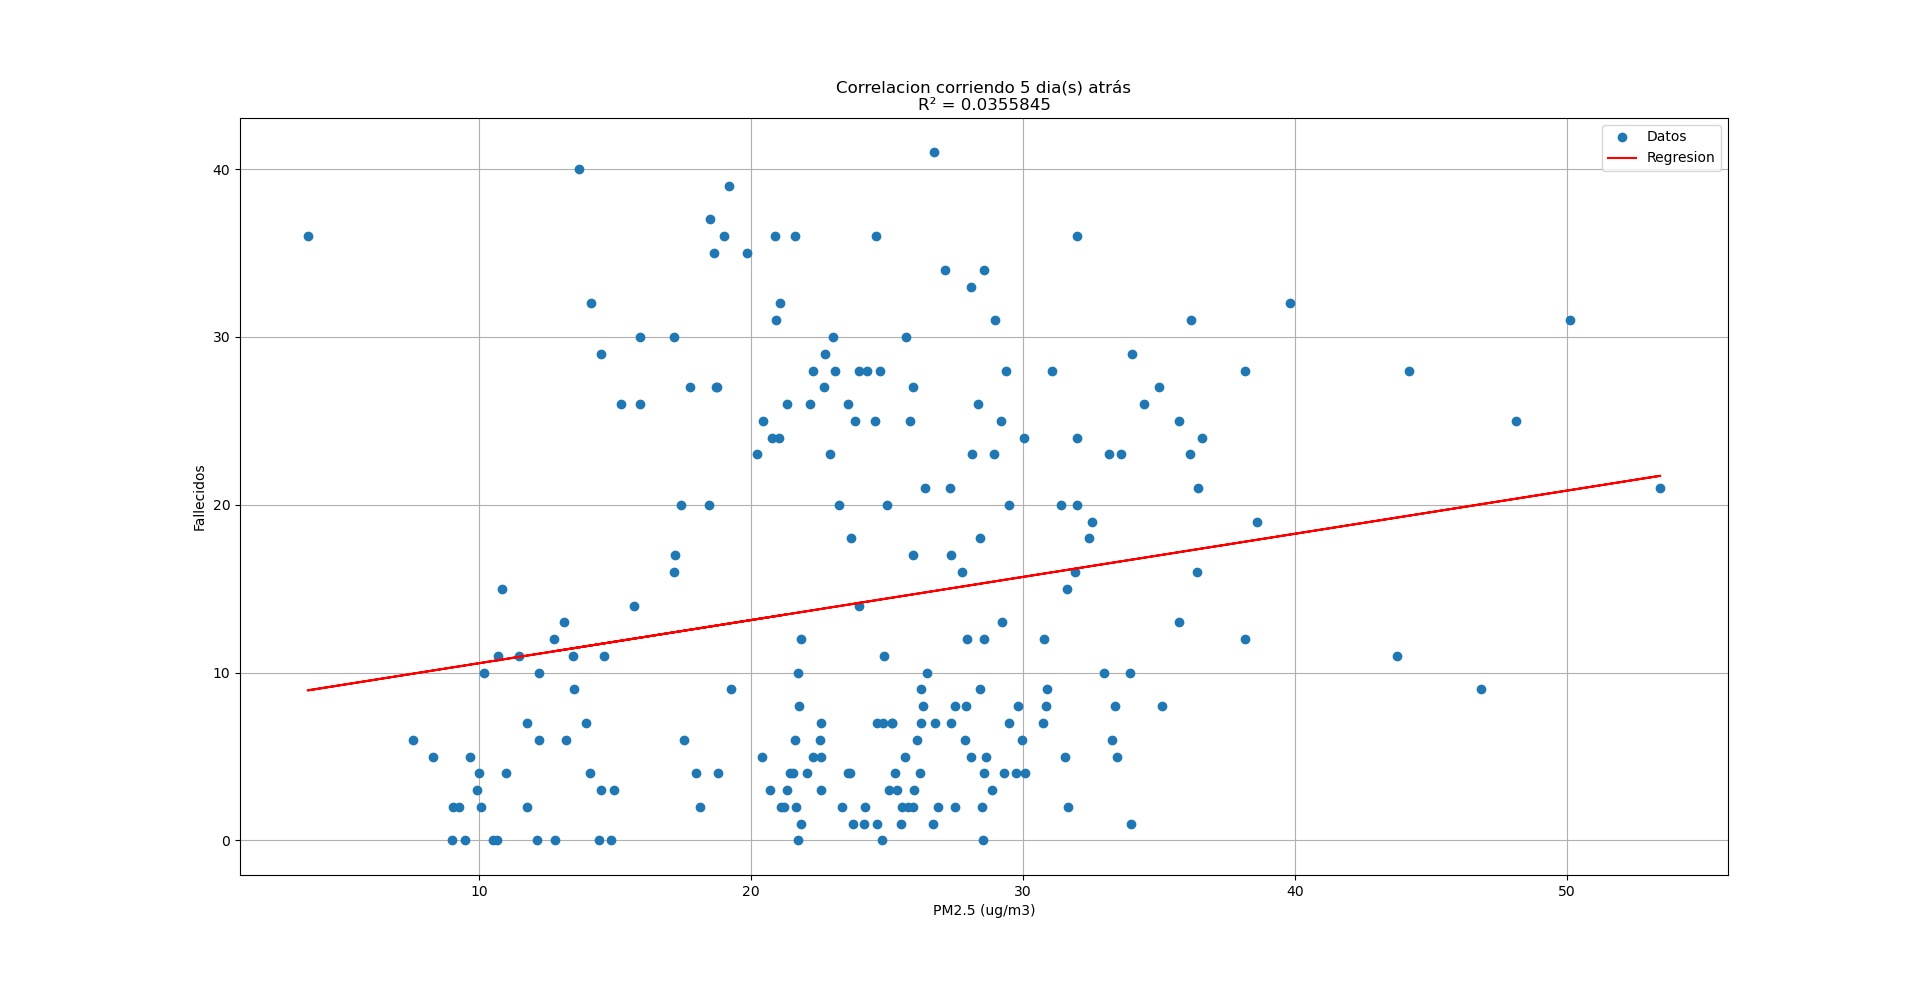 Correlacion corriendo 5 dia(s) atrás
R² = 0.0355845
Datos
Regresion
Fallecidos
40
30
20
10
0
10 20 30 40 50
PM2.5 (ug/m3)